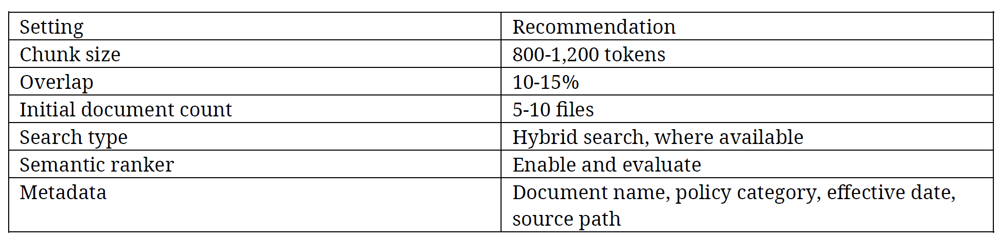 Setting Recommendation
Chunk size 800-1,200 tokens
Overlap 10-15%
Initial document count 5-10 files
Search type Hybrid search, where available
Semantic ranker Enable and evaluate
Metadata Document name, policy category, effective date,
source path